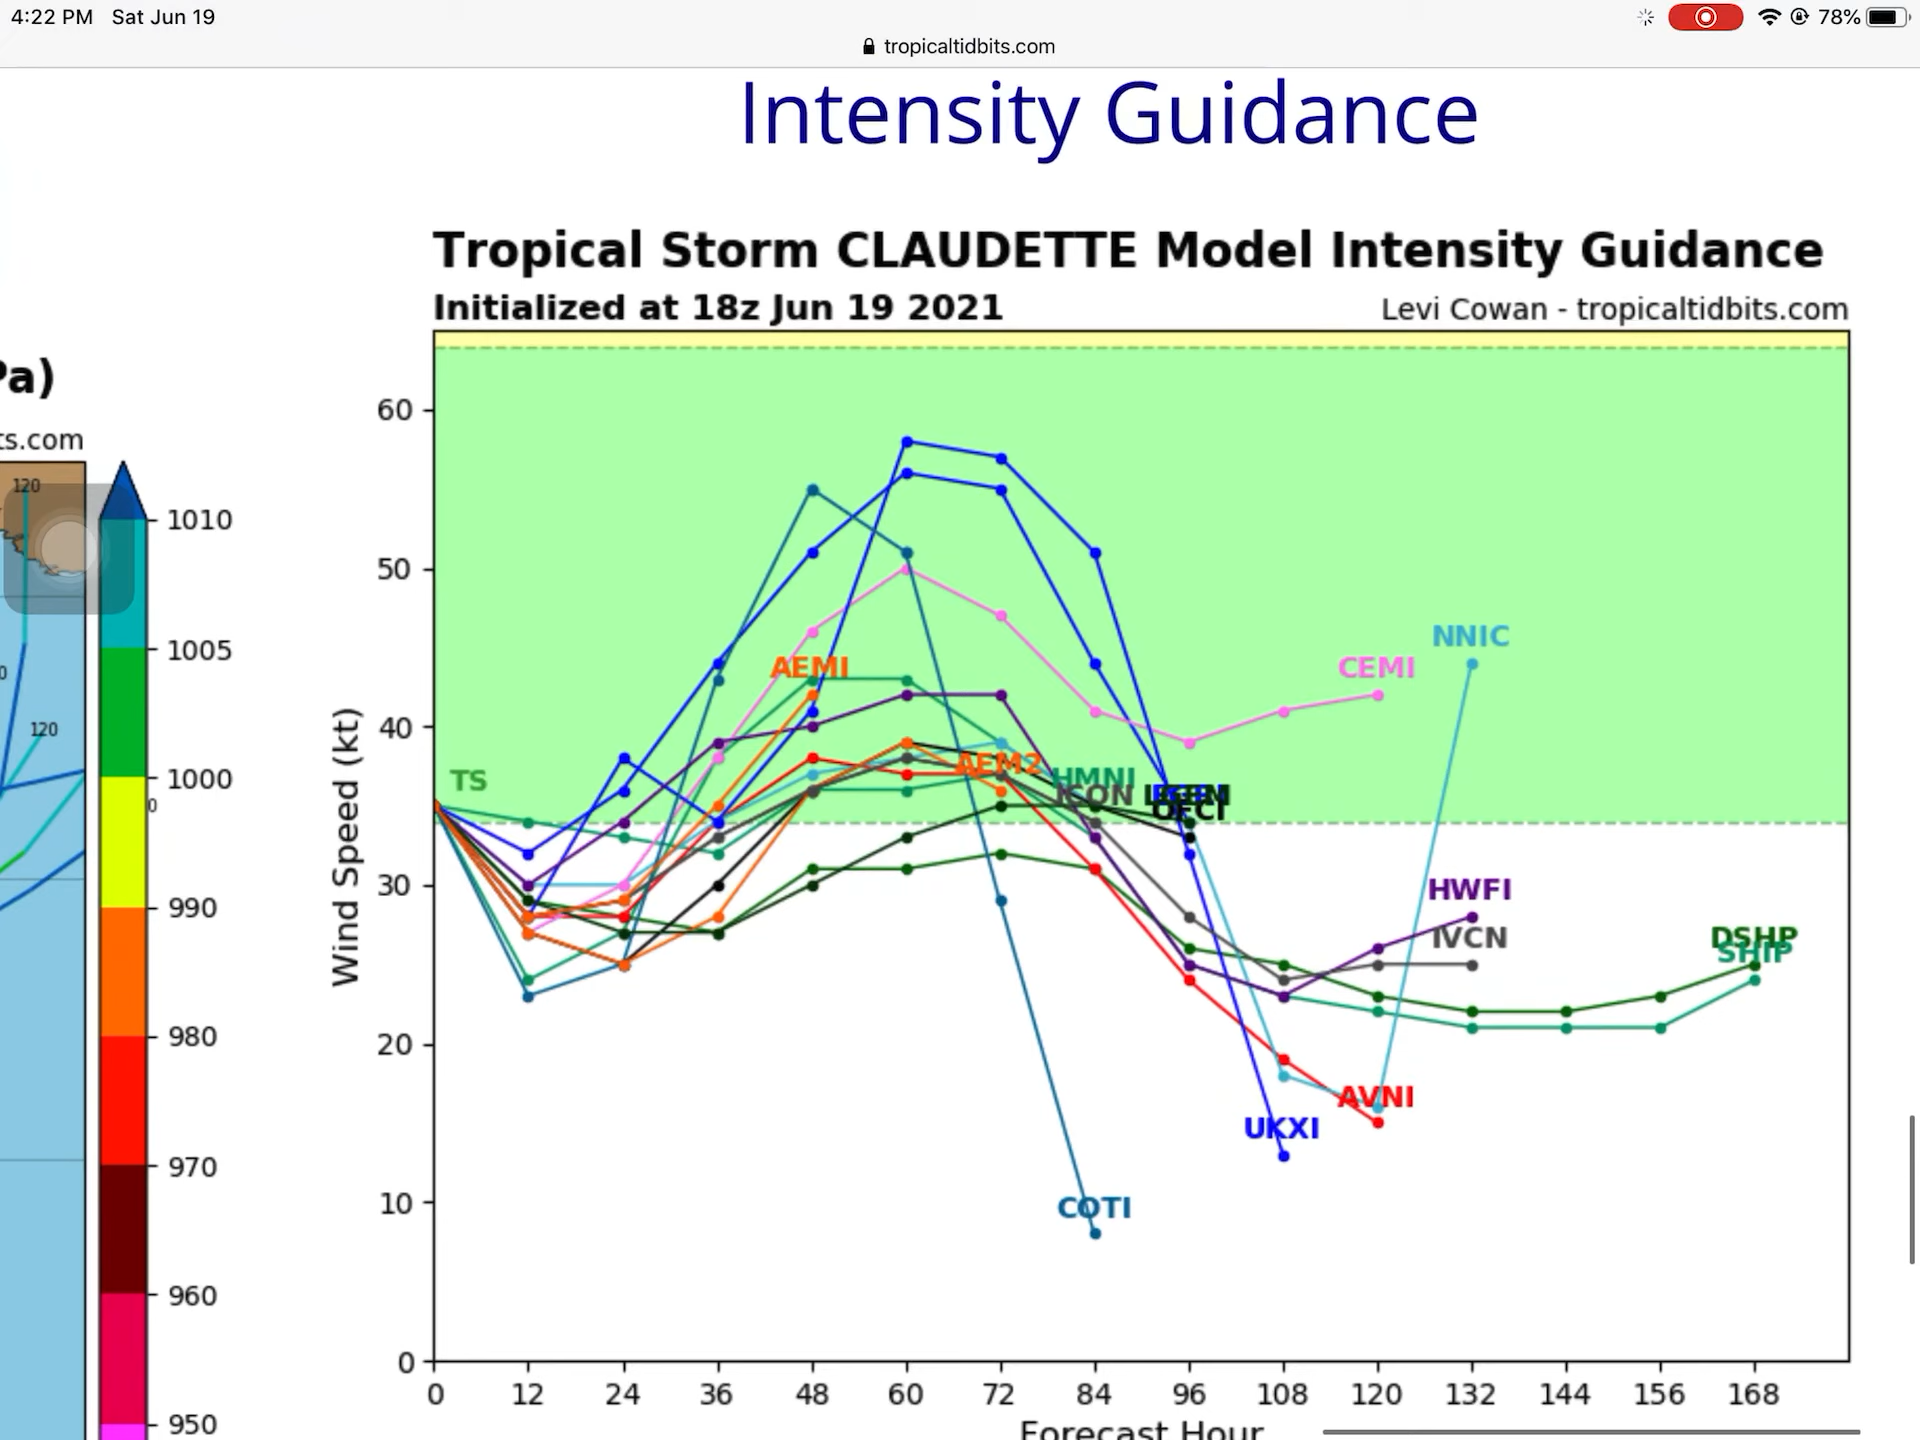 4:22 PM Sat Jun 19
78%
tropicaltidbits.com
Intensity Guidance
Tropical Storm CLAUDETTE Model Intensity Guidance
Initialized at 18z Jun 19 2021
Levi Cowan - tropicaltidbits.com
Pa)
ts.com
120
120
0
0
1010
1005
1000
990
980
970
960
950
Wind Speed (kt)
60
50
40
30
20
10
0
TS
AEMI
AEM2
HMNI
ICON
OFCI
CEMI
NNIC
HWFI
IVCN
DSHP
SHIP
AVNI
UKXI
COTI
0 12 24 36 48 60 72 84 96 108 120 132 144 156 168
Forecast Hour